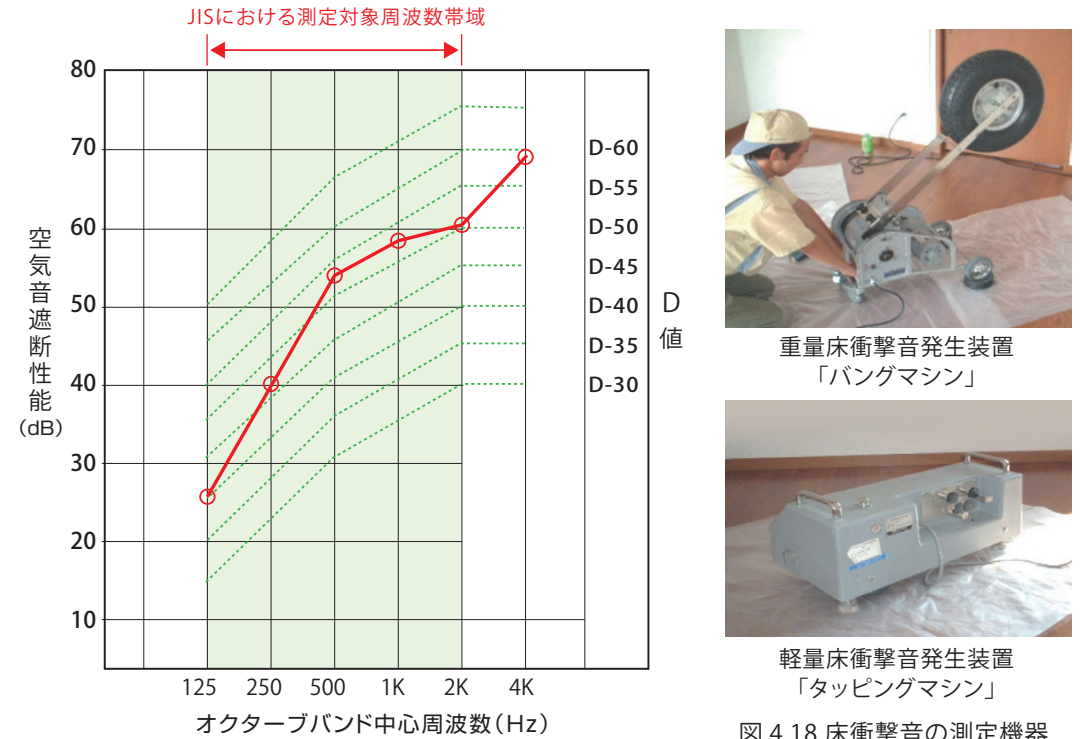 JISにおける測定対象周波数帯域
80
70
60
50
40
30
20
10
空気音遮断性能
（dB）
125 250 500 1K 2K 4K
オクターブバンド中心周波数（Hz）
D-60
D-55
D-50
D-45
D-40
D-35
D-30
D値
重量床衝撃音発生装置
「バングマシン」
軽量床衝撃音発生装置
「タッピングマシン」
図 4.18 床衝撃音の測定機器